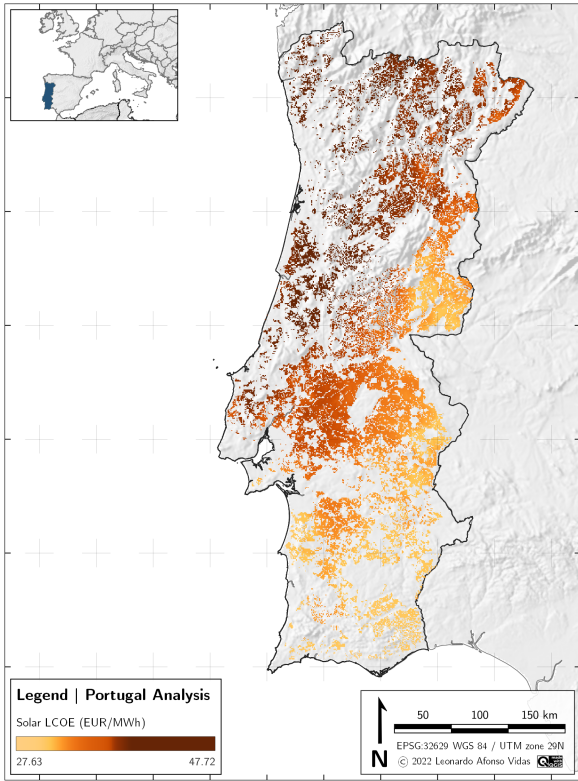 Legend | Portugal Analysis
Solar LCOE (EUR/MWh)
27.63 47.72
50 100 150 km
N
EPSG:32629 WGS 84 / UTM zone 29N
© 2022 Leonardo Afonso Vidas